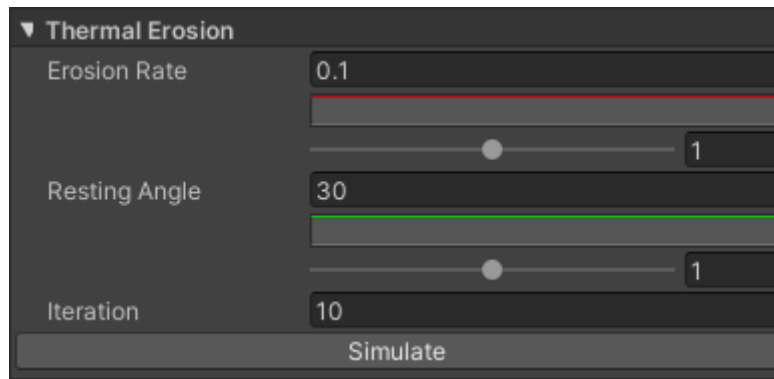 Thermal Erosion
Erosion Rate 0.1
1
Resting Angle 30
1
Iteration 10
Simulate